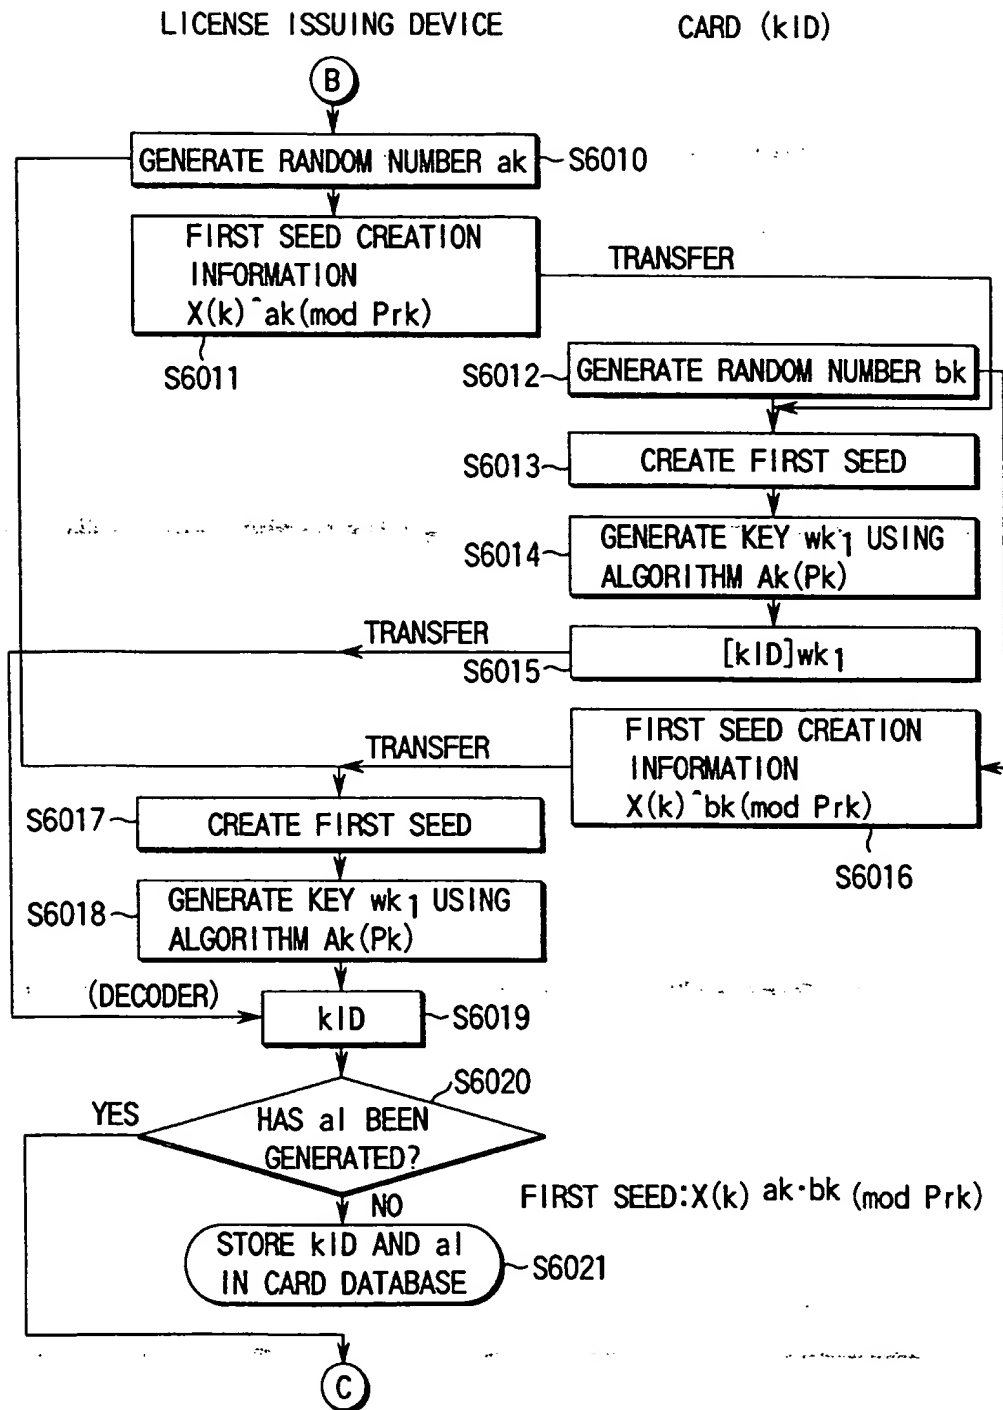 LICENSE ISSUING DEVICE
CARD (kID)
B
GENERATE RANDOM NUMBER ak
S6010
FIRST SEED CREATION
INFORMATION
X(k)^ak(mod Prk)
TRANSFER
S6011
S6012
GENERATE RANDOM NUMBER bk
S6013
CREATE FIRST SEED
S6014
GENERATE KEY wk1 USING
ALGORITHM Ak(Pk)
TRANSFER
S6015
[kID]wk1
TRANSFER
FIRST SEED CREATION
INFORMATION
X(k)^bk(mod Prk)
S6016
S6017
CREATE FIRST SEED
S6018
GENERATE KEY wk1 USING
ALGORITHM Ak(Pk)
(DECODER)
kID
S6019
S6020
YES
HAS al BEEN
GENERATED?
NO
FIRST SEED:X(k) ak·bk (mod Prk)
STORE kID AND al
IN CARD DATABASE
S6021
C